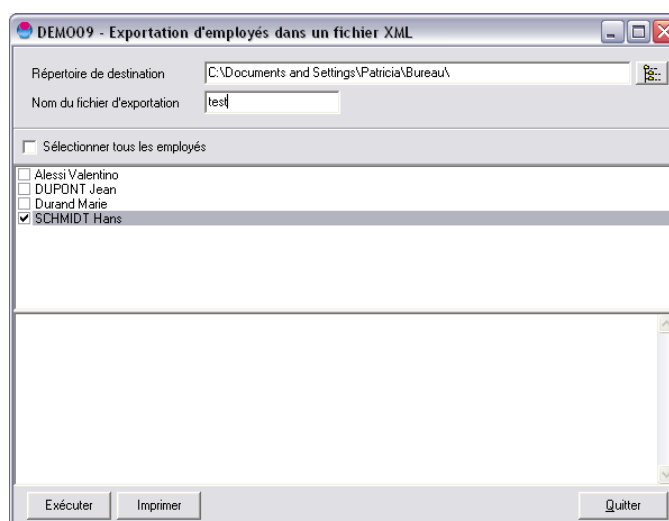 DEMO09 - Exportation d'employés dans un fichier XML
Répertoire de destination C:\Documents and Settings\Patricia\Bureau\
Nom du fichier d'exportation test
Sélectionner tous les employés
Alessi Valentino
DUPONT Jean
Durand Marie
SCHMIDT Hans
Exécuter Imprimer Quitter